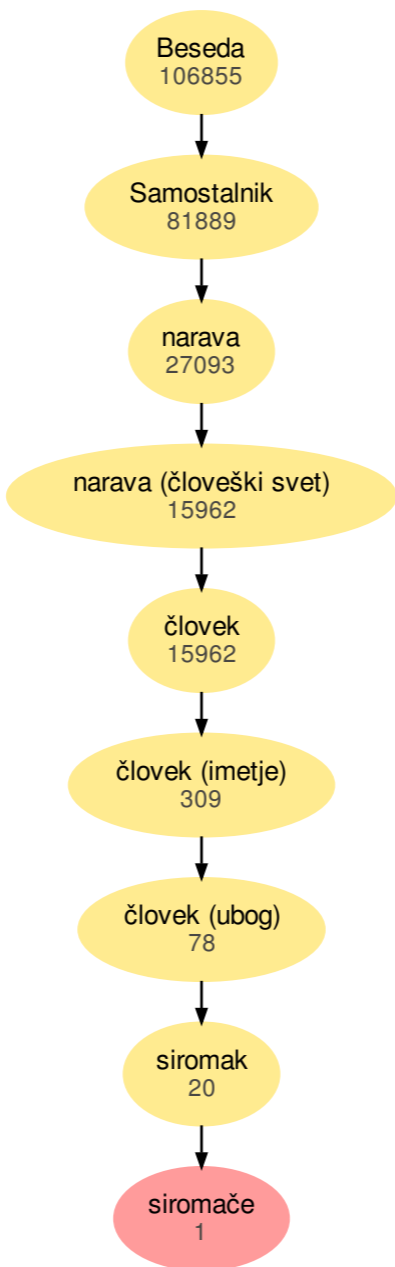 Beseda
106855
Samostalnik
81889
narava
27093
narava (človeški svet)
15962
človek
15962
človek (imetje)
309
človek (ubog)
78
siromak
20
siromače
1